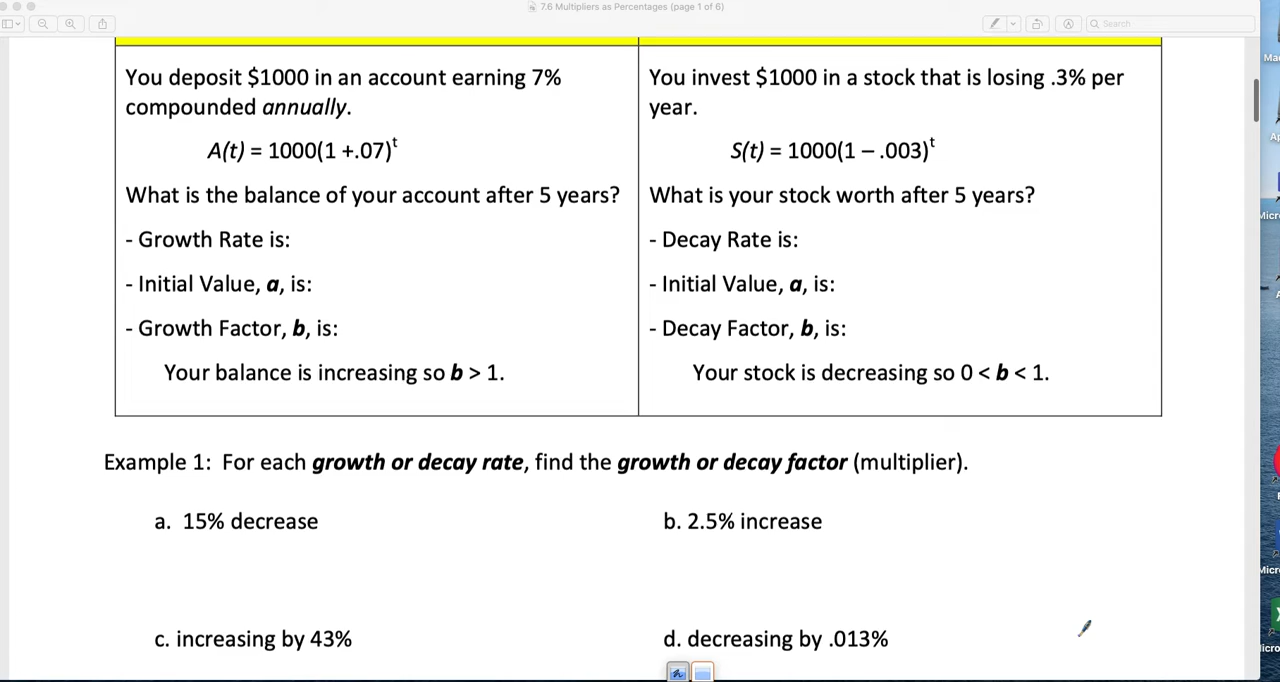 7.6 Multipliers as Percentages (page 1 of 6)
Search
You deposit $1000 in an account earning 7%
compounded annually.
A(t) = 1000(1 +.07)ᵗ
What is the balance of your account after 5 years?
- Growth Rate is:
- Initial Value, a, is:
- Growth Factor, b, is:
Your balance is increasing so b > 1.
You invest $1000 in a stock that is losing .3% per
year.
S(t) = 1000(1 – .003)ᵗ
What is your stock worth after 5 years?
- Decay Rate is:
- Initial Value, a, is:
- Decay Factor, b, is:
Your stock is decreasing so 0 < b < 1.
Example 1: For each growth or decay rate, find the growth or decay factor (multiplier).
a. 15% decrease
b. 2.5% increase
c. increasing by 43%
d. decreasing by .013%